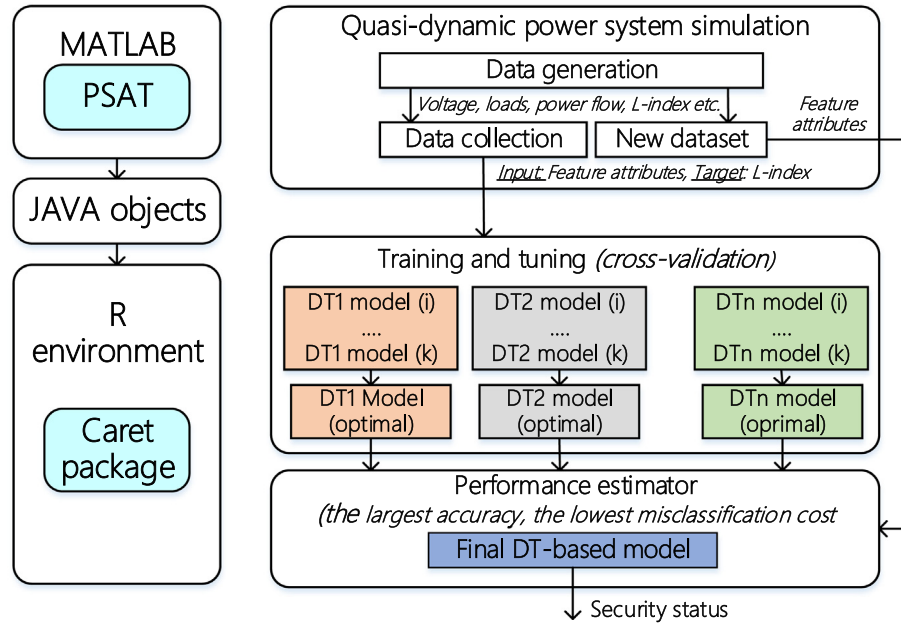 MATLAB
PSAT
JAVA objects
R
environment
Caret
package
Quasi-dynamic power system simulation
Data generation
Voltage, loads, power flow, L-index etc.
Feature
attributes
Data collection
New dataset
Input: Feature attributes, Target: L-index
Training and tuning (cross-validation)
DT1 model (i)
....
DT1 model (k)
DT2 model (i)
....
DT2 model (k)
DTn model (i)
....
DTn model (k)
DT1 Model
(optimal)
DT2 model
(optimal)
DTn model
(oprimal)
Performance estimator
(the largest accuracy, the lowest misclassification cost
Final DT-based model
Security status